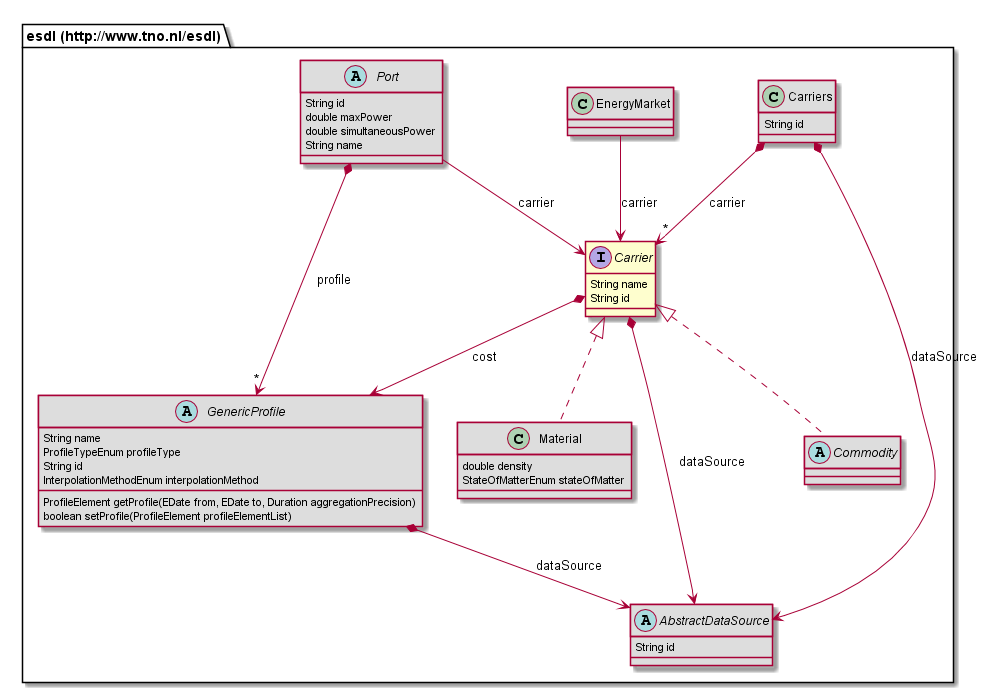 esdl (http://www.tno.nl/esdl)
A Port
String id
double maxPower
double simultaneousPower
String name
C EnergyMarket
C Carriers
String id
carrier
carrier
carrier
*
I Carrier
String name
String id
profile
cost
dataSource
*
A GenericProfile
String name
ProfileTypeEnum profileType
String id
InterpolationMethodEnum interpolationMethod
ProfileElement getProfile(EDate from, EDate to, Duration aggregationPrecision)
boolean setProfile(ProfileElement profileElementList)
C Material
double density
StateOfMatterEnum stateOfMatter
A Commodity
dataSource
dataSource
A AbstractDataSource
String id